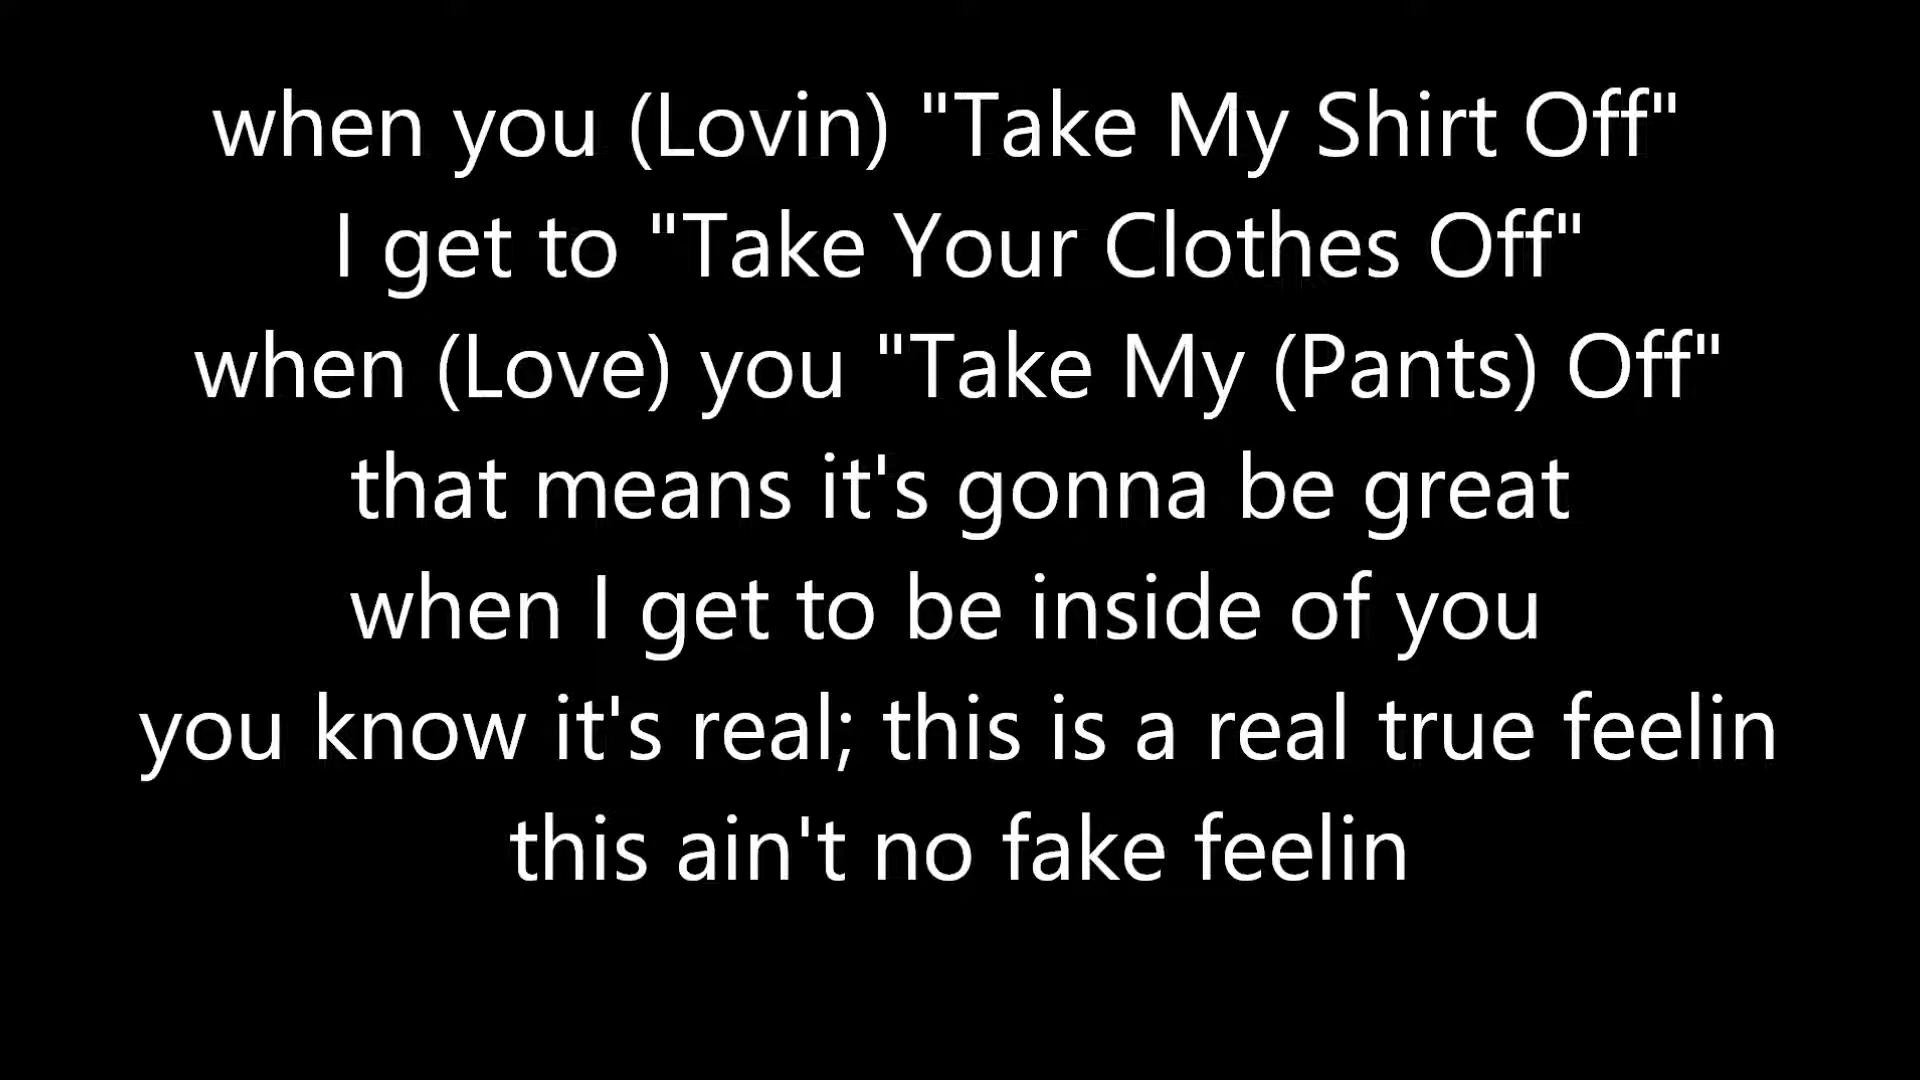 when you (Lovin) "Take My Shirt Off"
I get to "Take Your Clothes Off"
when (Love) you "Take My (Pants) Off"
that means it's gonna be great
when I get to be inside of you
you know it's real; this is a real true feelin
this ain't no fake feelin